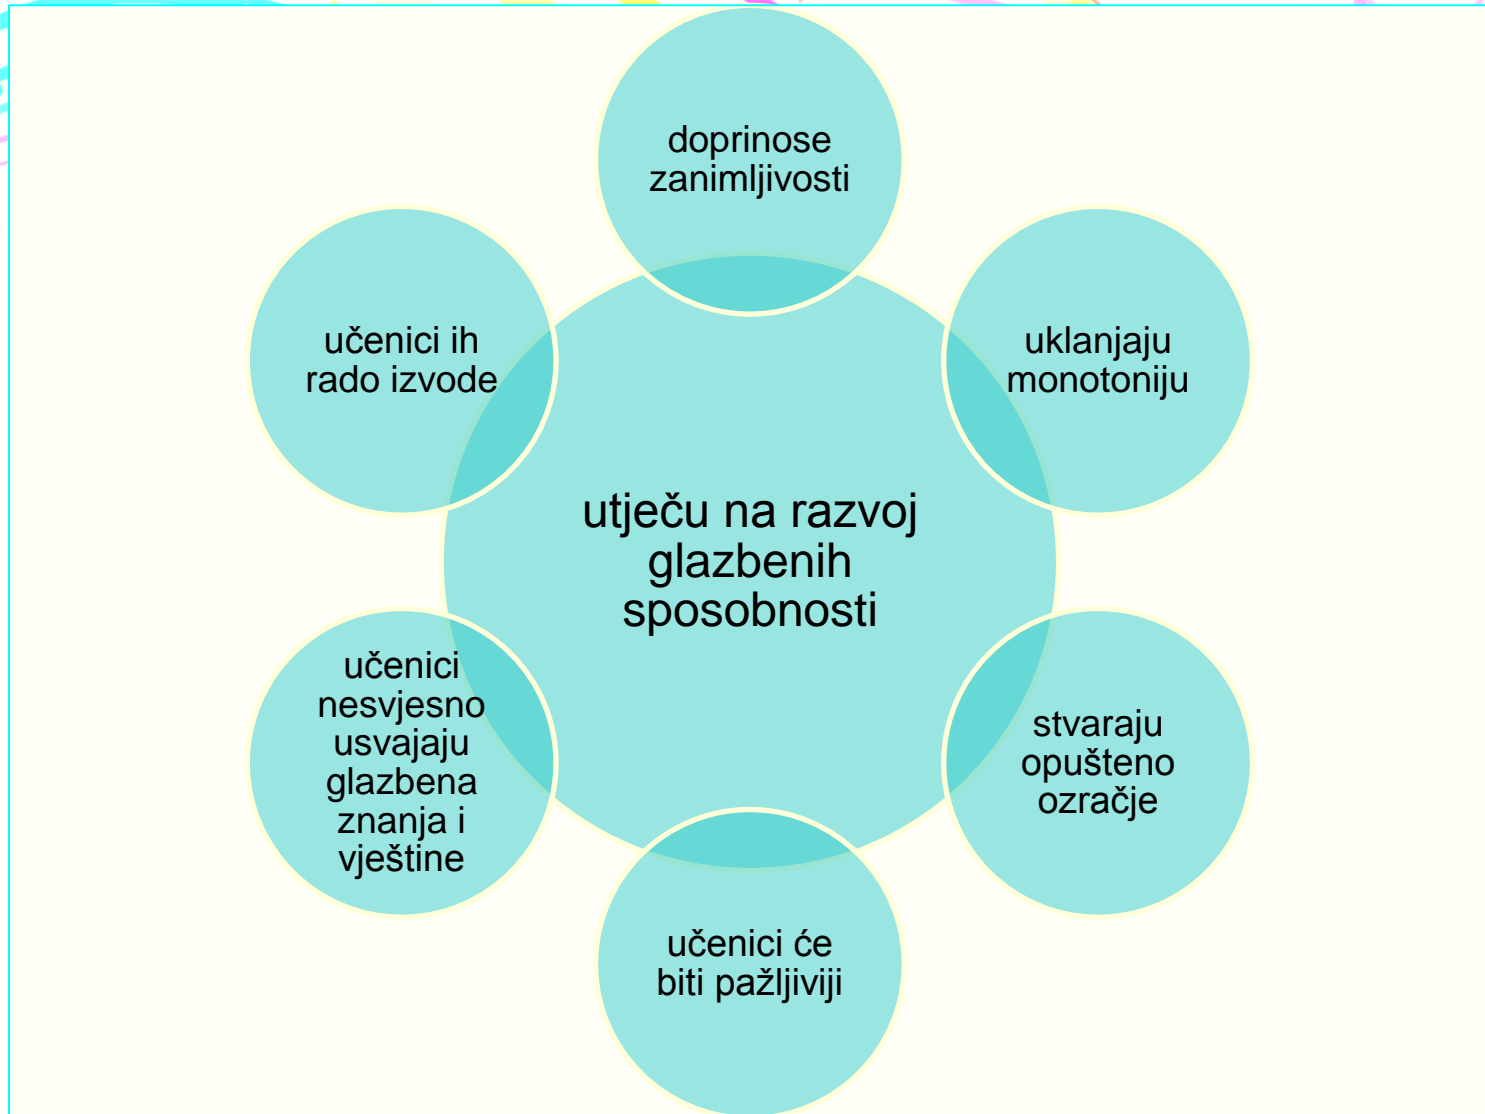 doprinose
zanimljivosti
uklanjaju
monotoniju
stvaraju
opušteno
ozračje
učenici će
biti pažljiviji
učenici
nesvjesno
usvajaju
glazbena
znanja i
vještine
učenici ih
rado izvode
utječu na razvoj
glazbenih
sposobnosti